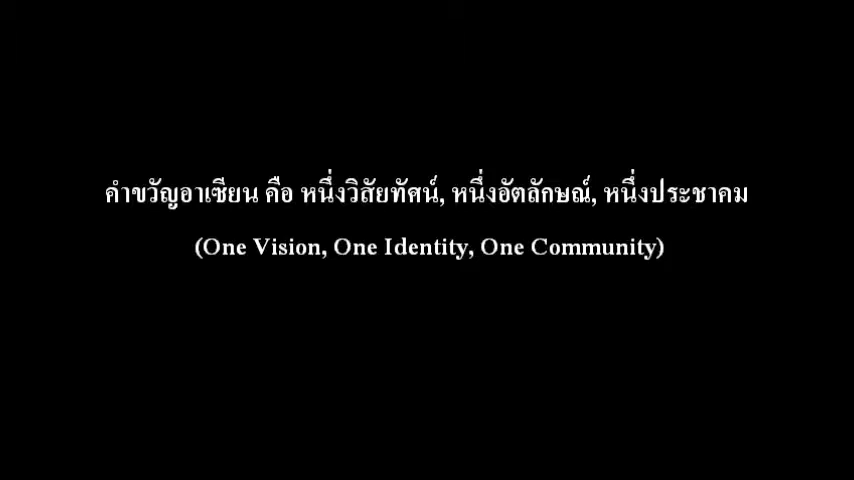 คำขวัญอาเซียน คือ หนึ่งวิสัยทัศน์, หนึ่งอัตลักษณ์, หนึ่งประชาคม
(One Vision, One Identity, One Community)